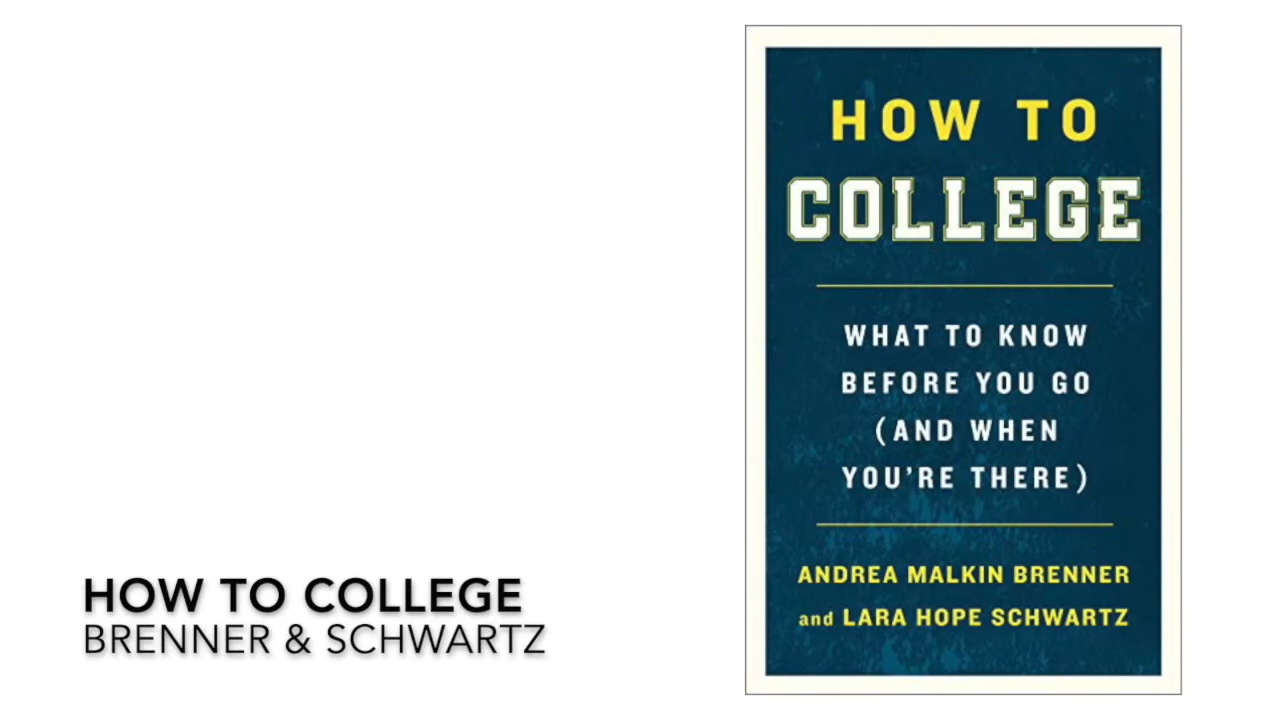 HOW TO
COLLEGE
WHAT TO KNOW
BEFORE YOU GO
(AND WHEN
YOU'RE THERE)
ANDREA MALKIN BRENNER
and LARA HOPE SCHWARTZ
HOW TO COLLEGE
BRENNER & SCHWARTZ